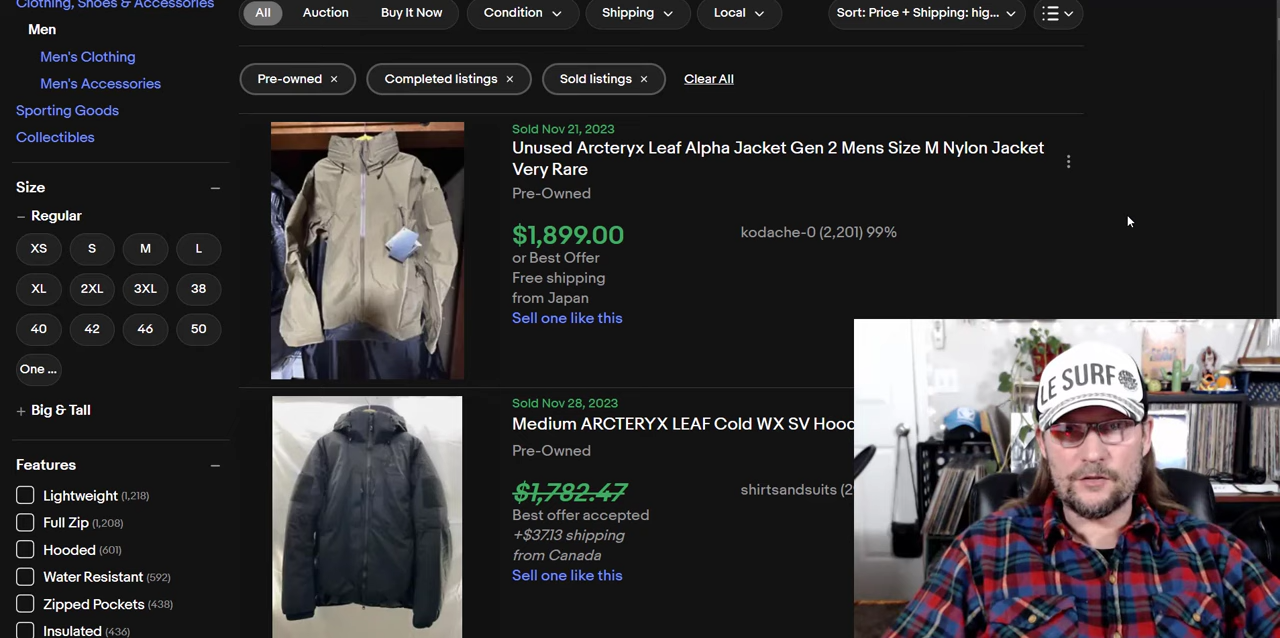 Clothing, Shoes & Accessories
Men
Men's Clothing
Men's Accessories
Sporting Goods
Collectibles
Size
Regular
XS S M L
XL 2XL 3XL 38
40 42 46 50
One ...
Big & Tall
Features
Lightweight (1,218)
Full Zip (1,208)
Hooded (601)
Water Resistant (592)
Zipped Pockets (438)
Insulated (436)
All Auction Buy It Now Condition Shipping Local Sort: Price + Shipping: hig...
Pre-owned × Completed listings × Sold listings × Clear All
Sold Nov 21, 2023
Unused Arcteryx Leaf Alpha Jacket Gen 2 Mens Size M Nylon Jacket
Very Rare
Pre-Owned
$1,899.00 kodache-0 (2,201) 99%
or Best Offer
Free shipping
from Japan
Sell one like this
Sold Nov 28, 2023
Medium ARCTERYX LEAF Cold WX SV Hooc
Pre-Owned
$1,782.47 shirtsandsuits (2
Best offer accepted
+$37.13 shipping
from Canada
Sell one like this
LE SURF